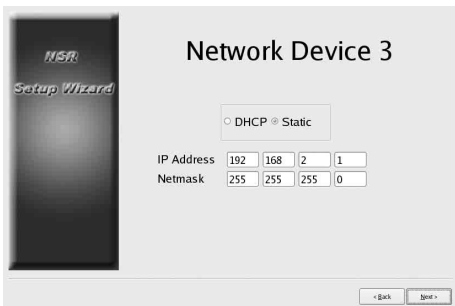 NSR
Setup Wizard
Network Device 3
DHCP Static
IP Address 192 168 2 1
Netmask 255 255 255 0
< Back Next >